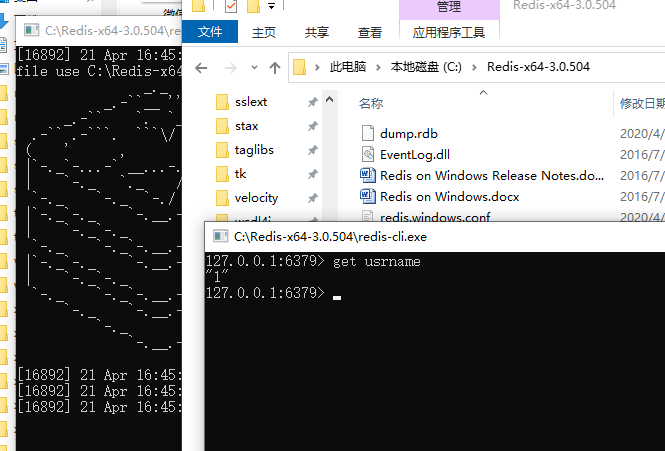 C:\Redis-x64-3.0.504\
[16892] 21 Apr 16:45:
file use C:\Redis-x64
[16892] 21 Apr 16:45:
[16892] 21 Apr 16:45:
[16892] 21 Apr 16:45:
管理
Redis-x64-3.0.504
文件
主页
共享
查看
应用程序工具
此电脑
本地磁盘 (C:)
Redis-x64-3.0.504
sslext
stax
taglibs
tk
velocity
名称
修改日期
dump.rdb
2020/4/
EventLog.dll
2016/7/
Redis on Windows Release Notes.do...
2016/7/
Redis on Windows.docx
2016/7/
redis.windows.conf
2020/4/
C:\Redis-x64-3.0.504\redis-cli.exe
127.0.0.1:6379> get usrname
"1"
127.0.0.1:6379>